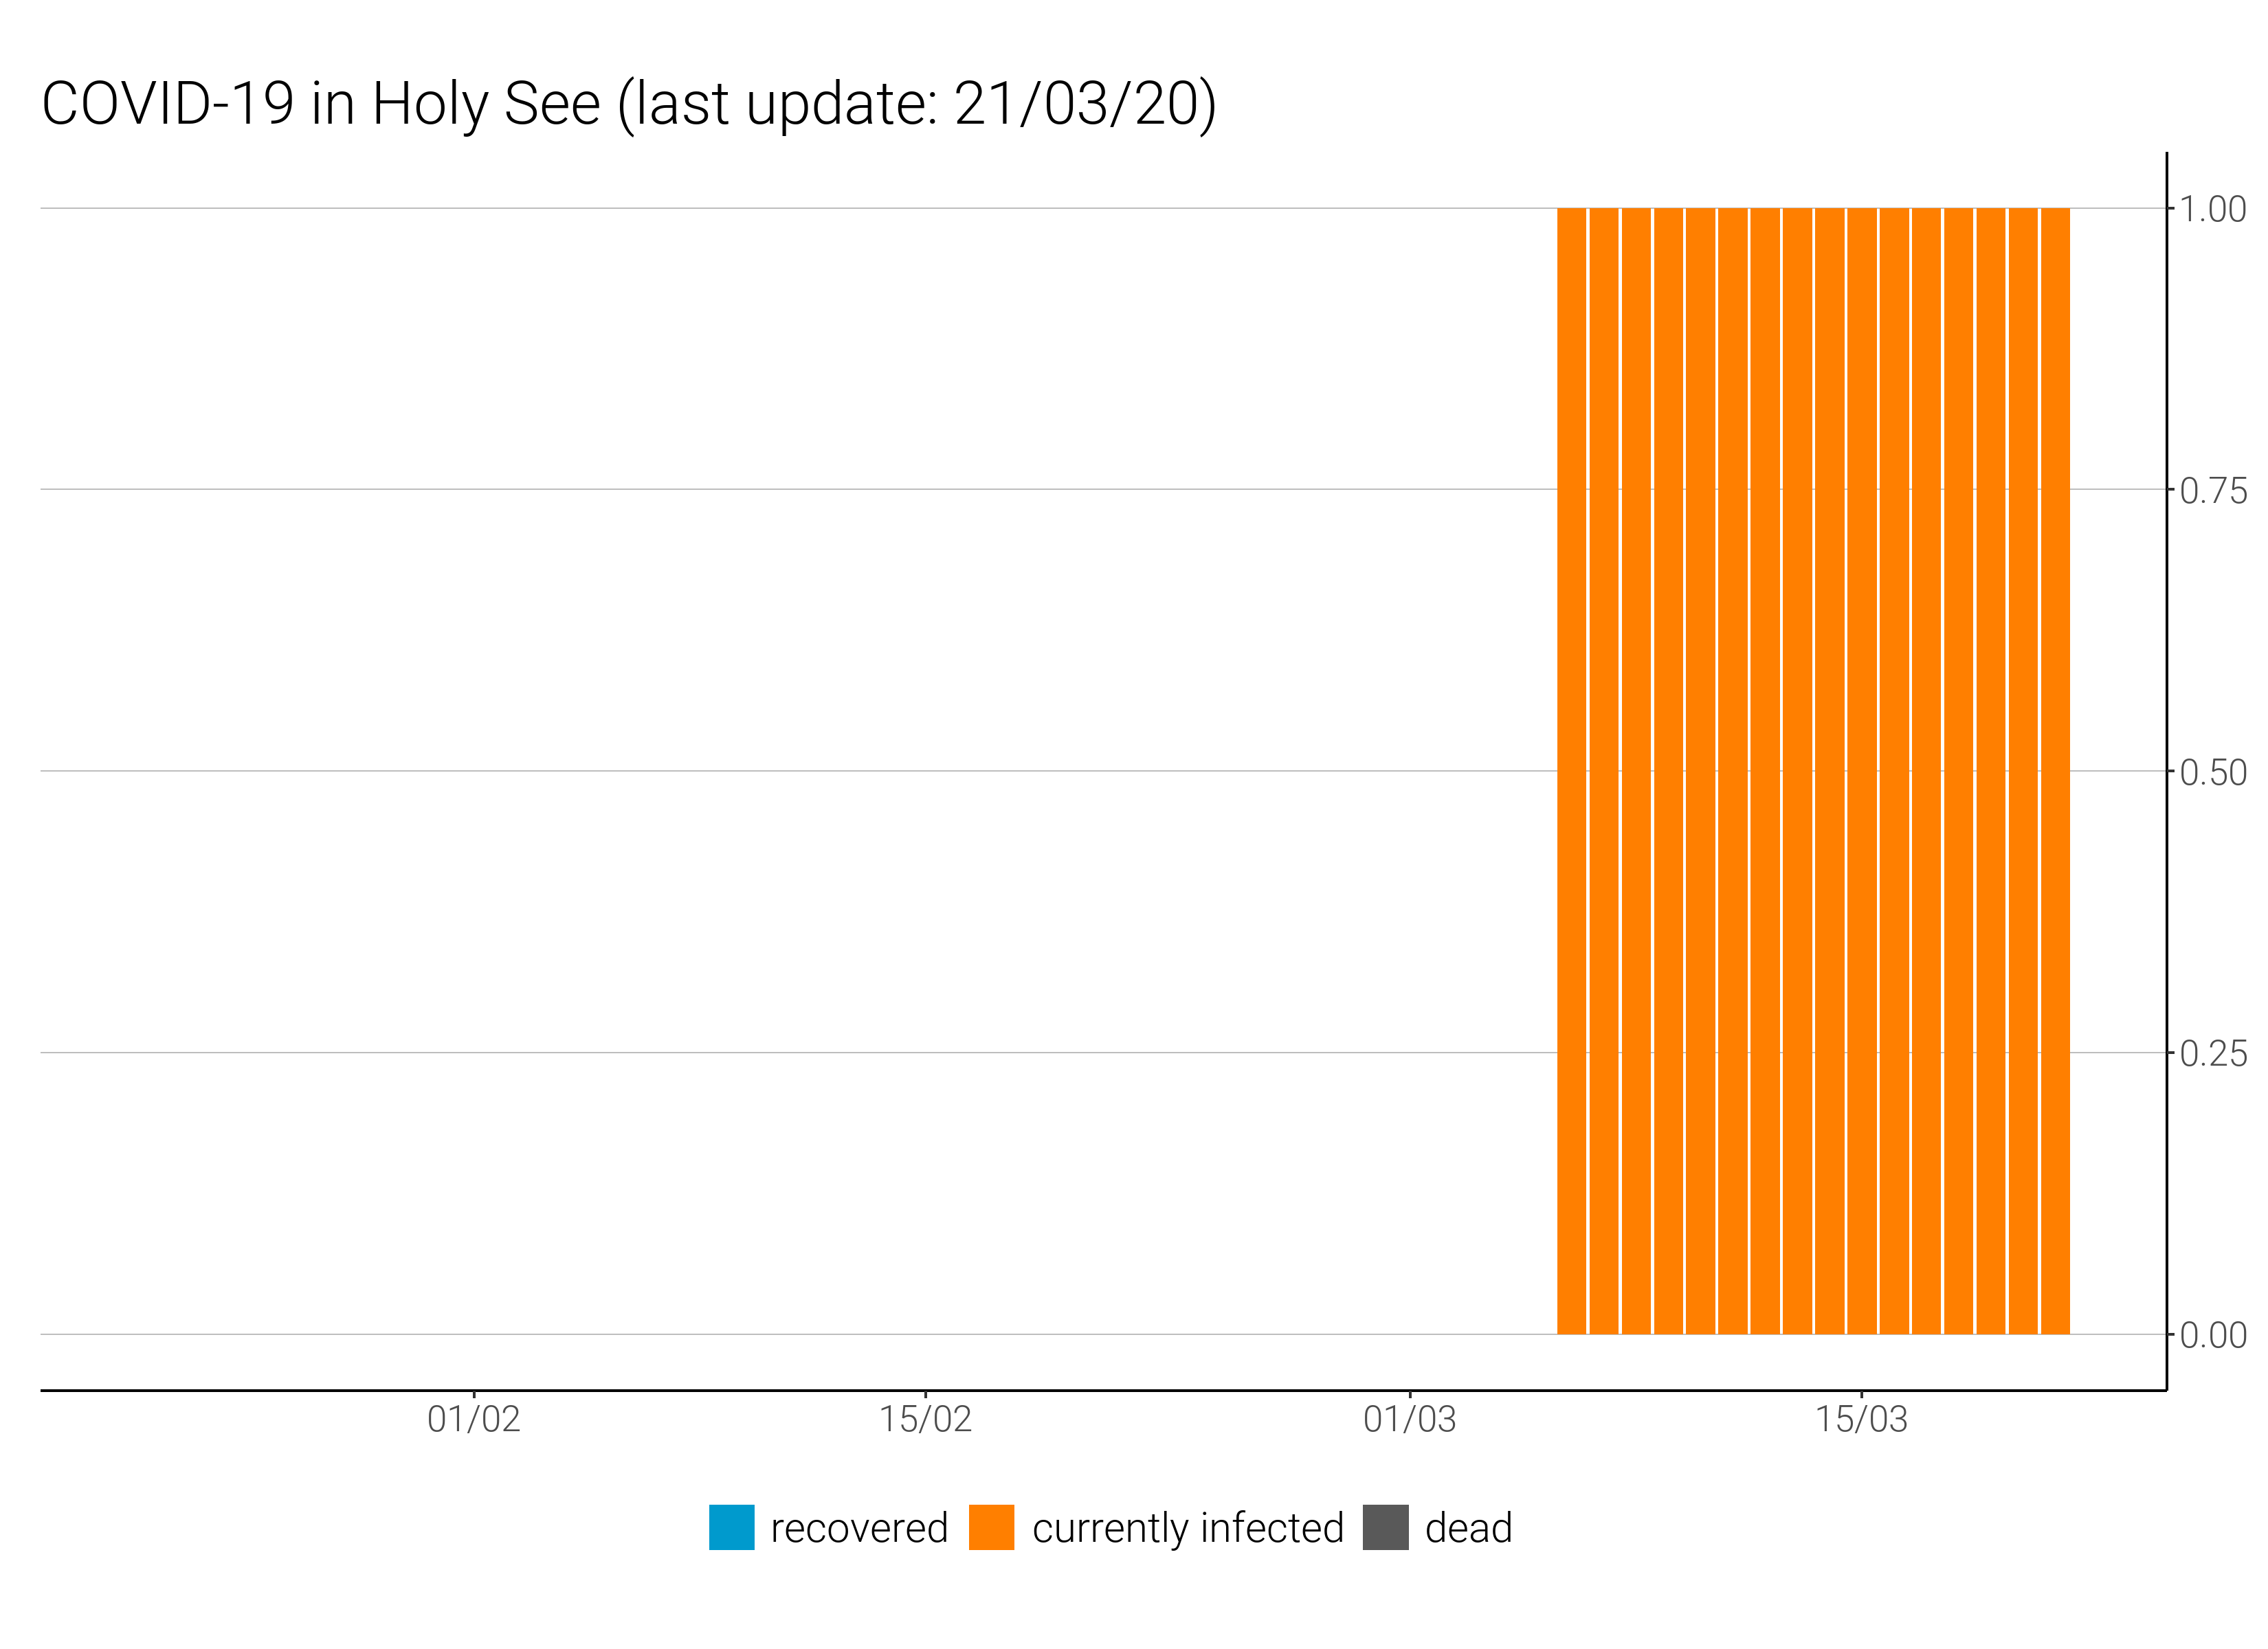 COVID-19 in Holy See (last update: 21/03/20)
1.00
0.75
0.50
0.25
0.00
01/02 15/02 01/03 15/03
recovered currently infected dead